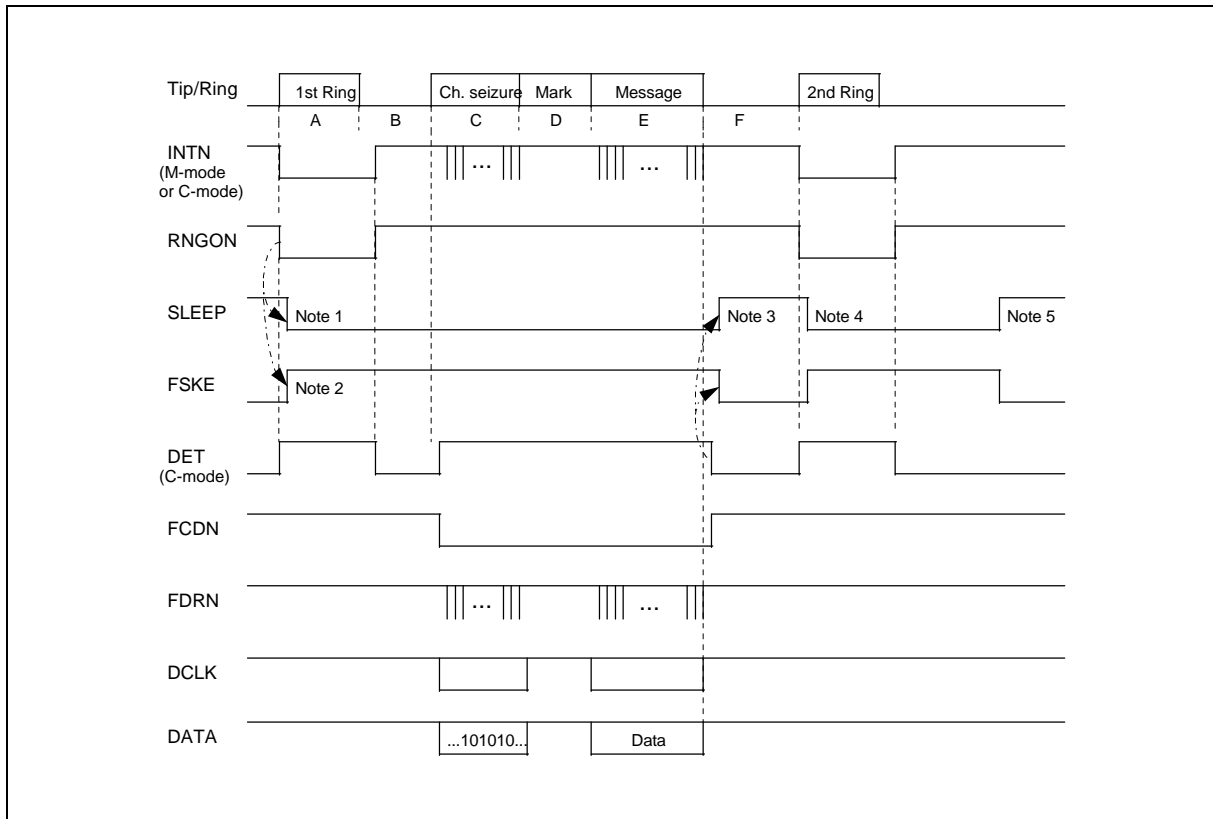 Tip/Ring 1st Ring Ch. seizure Mark Message 2nd Ring
A B C D E F
INTN
(M-mode
or C-mode)
... ...
RNGON
SLEEP Note 1 Note 3 Note 4 Note 5
FSKE Note 2
DET
(C-mode)
FCDN
FDRN ... ...
DCLK
DATA ...101010... Data